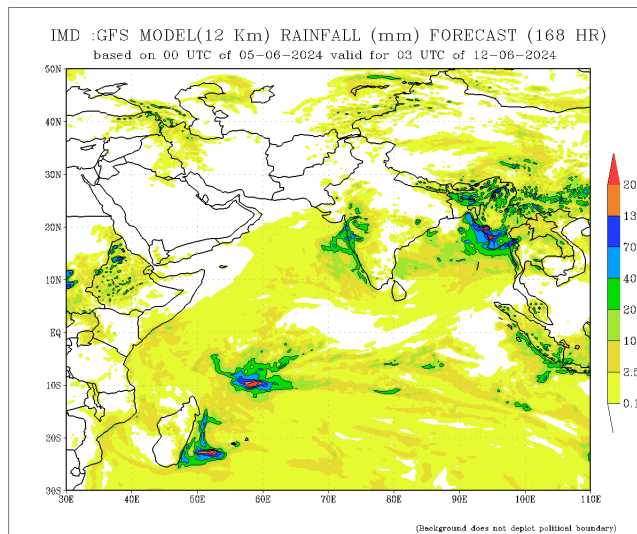 IMD :GFS MODEL(12 Km) RAINFALL (mm) FORECAST (168 HR)
based on 00 UTC of 05-06-2024 valid for 03 UTC of 12-06-2024
50N
40N
30N
20N
10N
EQ
10S
20S
30S
30E 40E 50E 60E 70E 80E 90E 100E 110E
20
13
70
40
20
10
2.5
0.1
(Background does not depict political boundary)